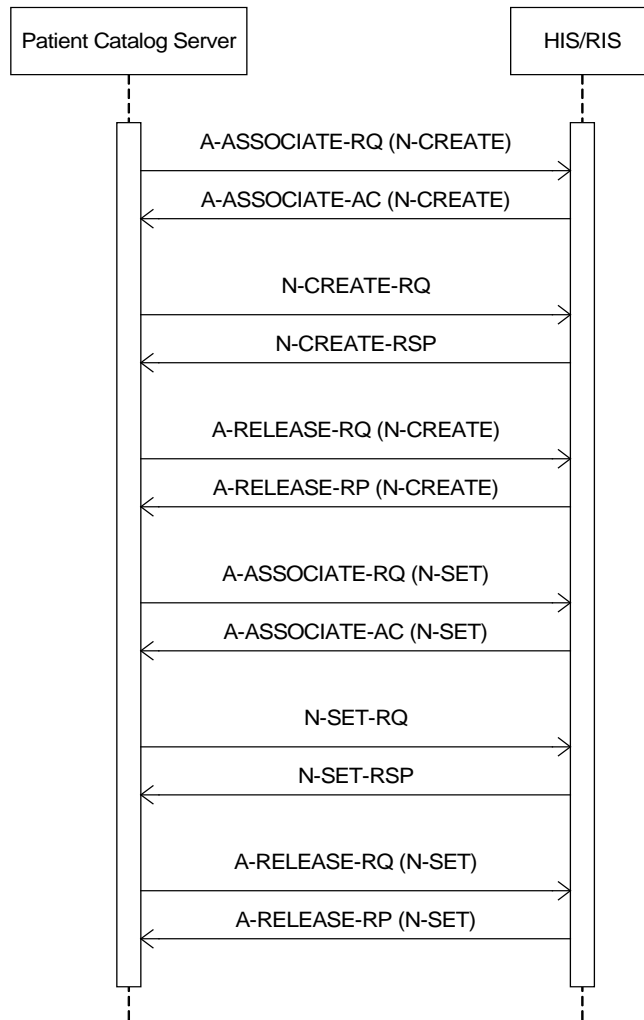 Patient Catalog Server
HIS/RIS
A-ASSOCIATE-RQ (N-CREATE)
A-ASSOCIATE-AC (N-CREATE)
N-CREATE-RQ
N-CREATE-RSP
A-RELEASE-RQ (N-CREATE)
A-RELEASE-RP (N-CREATE)
A-ASSOCIATE-RQ (N-SET)
A-ASSOCIATE-AC (N-SET)
N-SET-RQ
N-SET-RSP
A-RELEASE-RQ (N-SET)
A-RELEASE-RP (N-SET)